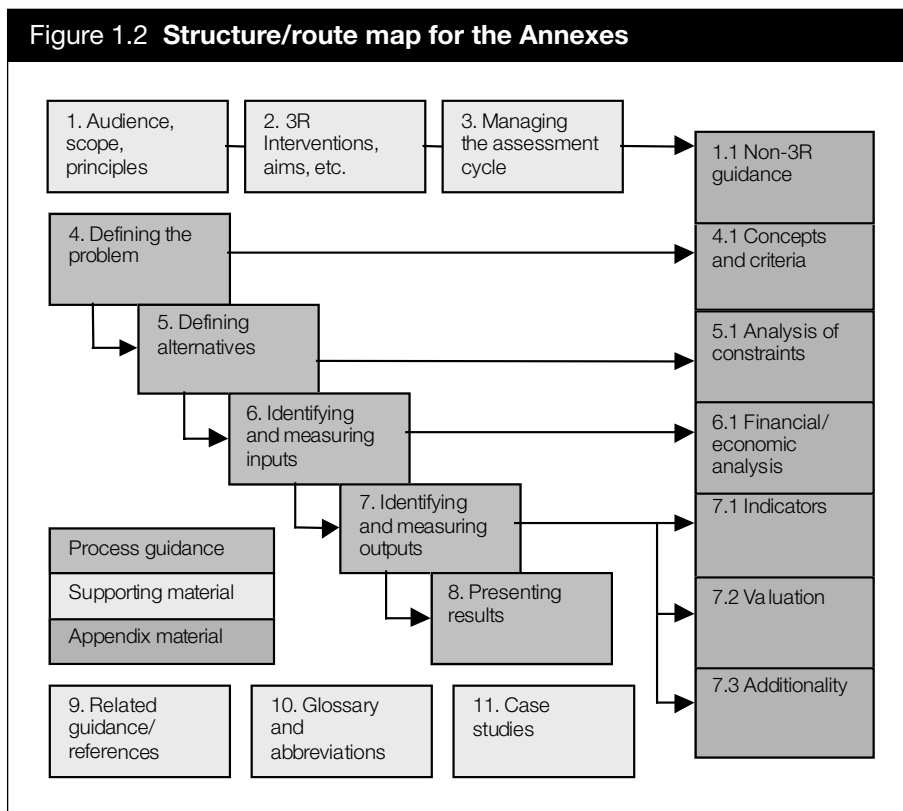 Figure 1.2 Structure/route map for the Annexes
1. Audience,
scope,
principles
2. 3R
Interventions,
aims, etc.
3. Managing
the assessment
cycle
1.1 Non-3R
guidance
4. Defining the
problem
4.1 Concepts
and criteria
5. Defining
alternatives
5.1 Analysis of
constraints
6. Identifying
and measuring
inputs
6.1 Financial/
economic
analysis
7. Identifying
and measuring
outputs
7.1 Indicators
Process guidance
Supporting material
Appendix material
8. Presenting
results
7.2 Valuation
7.3 Additionality
9. Related
guidance/
references
10. Glossary
and
abbreviations
11. Case
studies